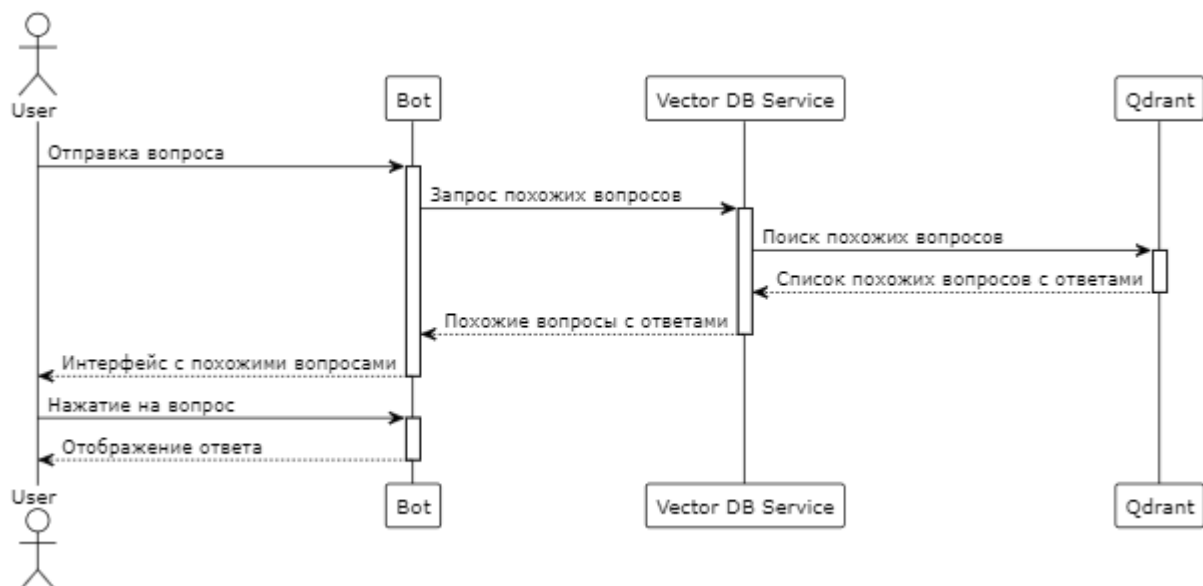 User
Bot
Vector DB Service
Qdrant
Отправка вопроса
Запрос похожих вопросов
Поиск похожих вопросов
Список похожих вопросов с ответами
Похожие вопросы с ответами
Интерфейс с похожими вопросами
Нажатие на вопрос
Отображение ответа
User
Bot
Vector DB Service
Qdrant